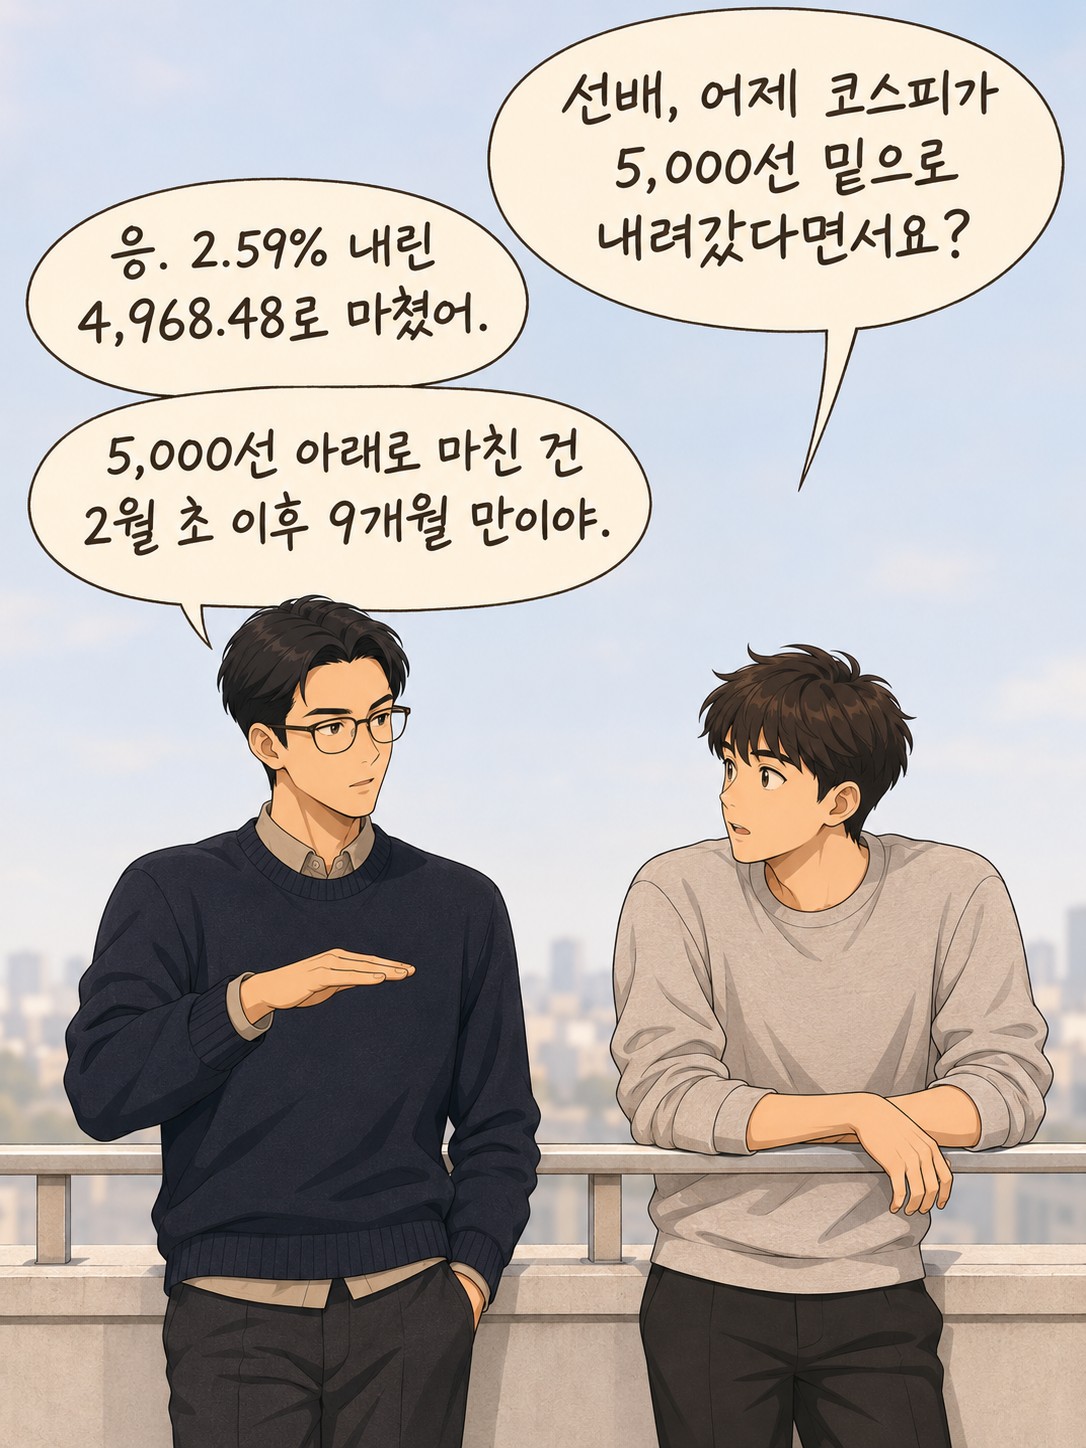 선배, 어제 코스피가
5,000선 밑으로
내려갔다면서요?
응. 2.59% 내린
4,968.48로 마쳤어.
5,000선 아래로 마친 건
2월 초 이후 9개월 만이야.